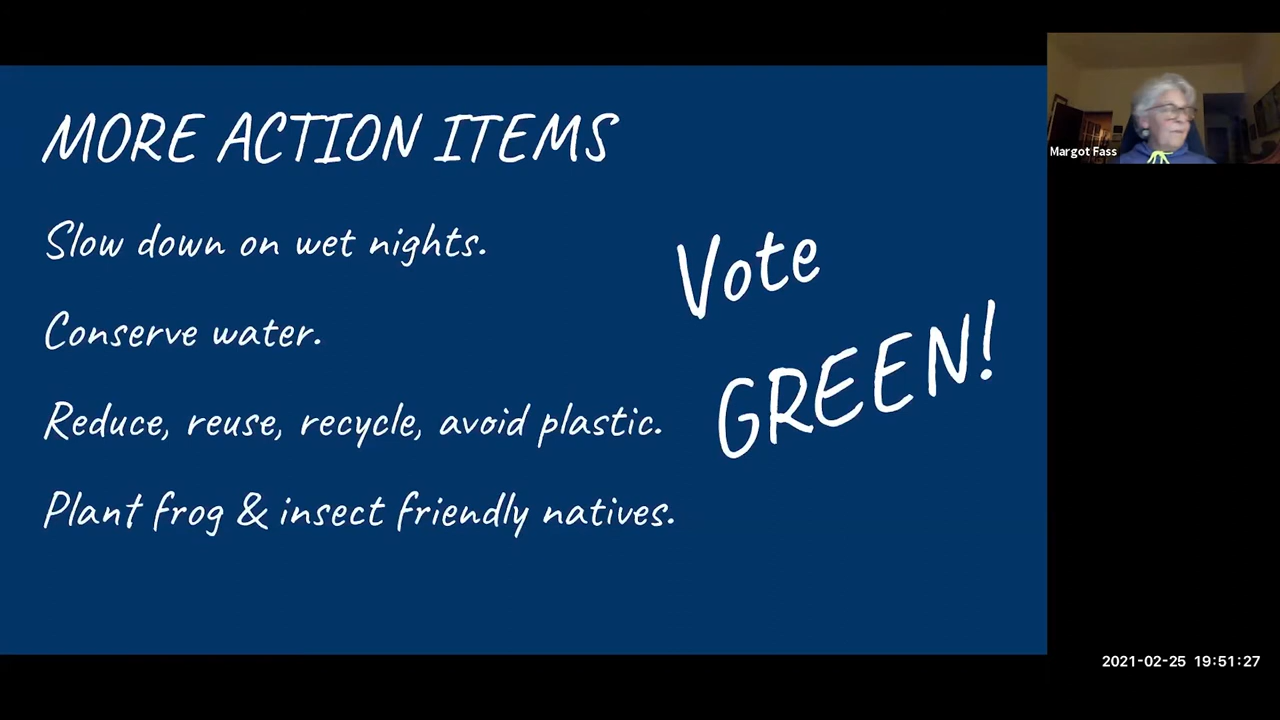 MORE ACTION ITEMS
Slow down on wet nights.
Conserve water.
Reduce, reuse, recycle, avoid plastic.
Plant frog & insect friendly natives.
Vote
GREEN!
Margot Fass
2021-02-25 19:51:27